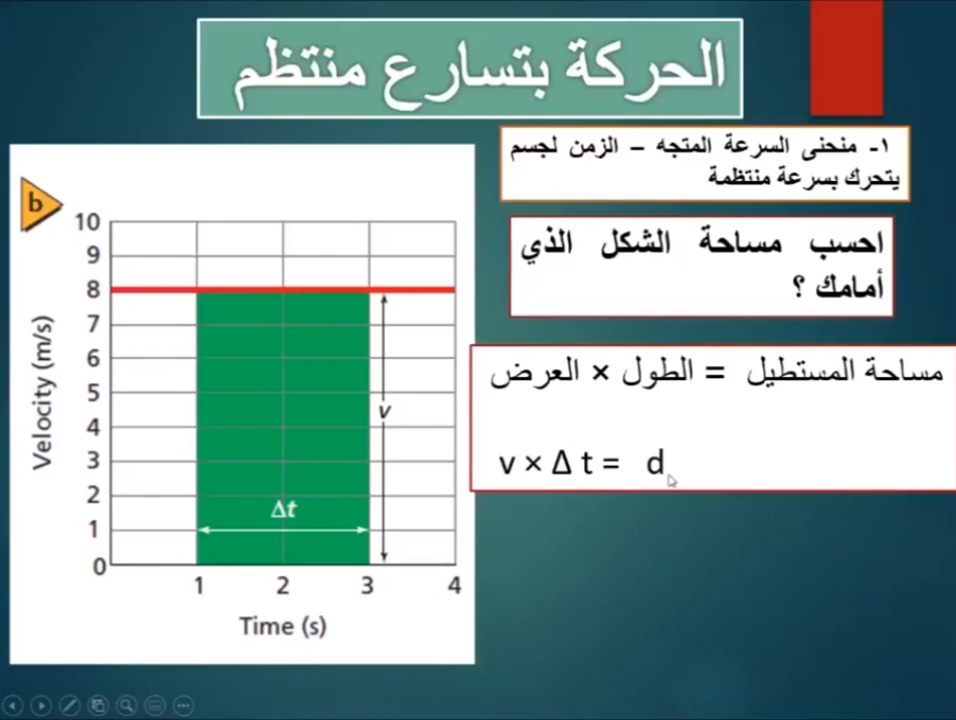 الحركة بتسارع منتظم
١- منحنى السرعة المتجه – الزمن لجسم
يتحرك بسرعة منتظمة
احسب مساحة الشكل الذي
أمامك ؟
مساحة المستطيل = الطول × العرض
v × Δ t = d
b
Velocity (m/s)
10
9
8
7
6
5
4
3
2
1
0
v
Δt
1 2 3 4
Time (s)